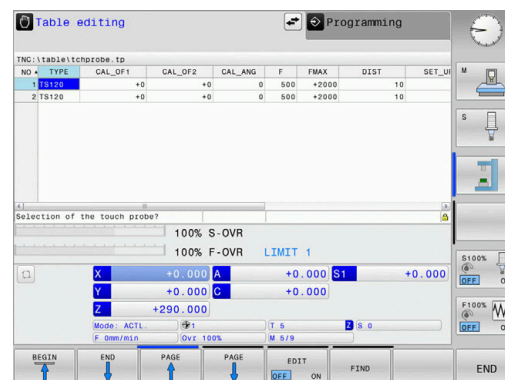 Table editing
Programming
TNC:\table\tchprobe.tp
NO TYPE CAL_OF1 CAL_OF2 CAL_ANG F FMAX DIST SET_UP
1 TS120 +0 +0 0 500 +2000 10
2 TS120 +0 +0 0 500 +2000 10
Selection of the touch probe?
100% S-OVR
100% F-OVR LIMIT 1
X +0.000 A +0.000 S1 +0.000
Y +0.000 C +0.000
Z +290.000
Mode: ACTL. 1 T 5 Z S 0
F 0mm/min Ovr 100% M 5/9
M
S
S100%
OFF
F100%
OFF
BEGIN
END
PAGE
PAGE
EDIT
OFF ON
FIND
END